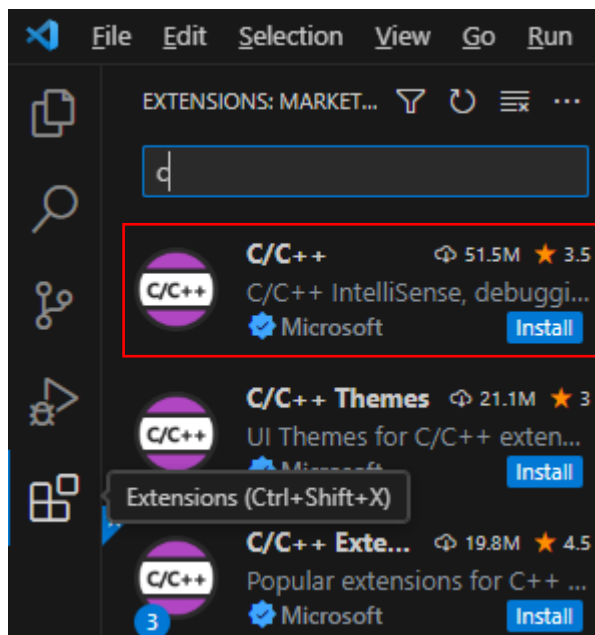 File Edit Selection View Go Run
EXTENSIONS: MARKET...
c
C/C++ 51.5M 3.5
C/C++
C/C++ IntelliSense, debuggi...
Microsoft Install
C/C++ Themes 21.1M 3
C/C++
UI Themes for C/C++ exten...
Microsoft Install
Extensions (Ctrl+Shift+X)
C/C++ Exte... 19.8M 4.5
C/C++
Popular extensions for C++ ...
3 Microsoft Install